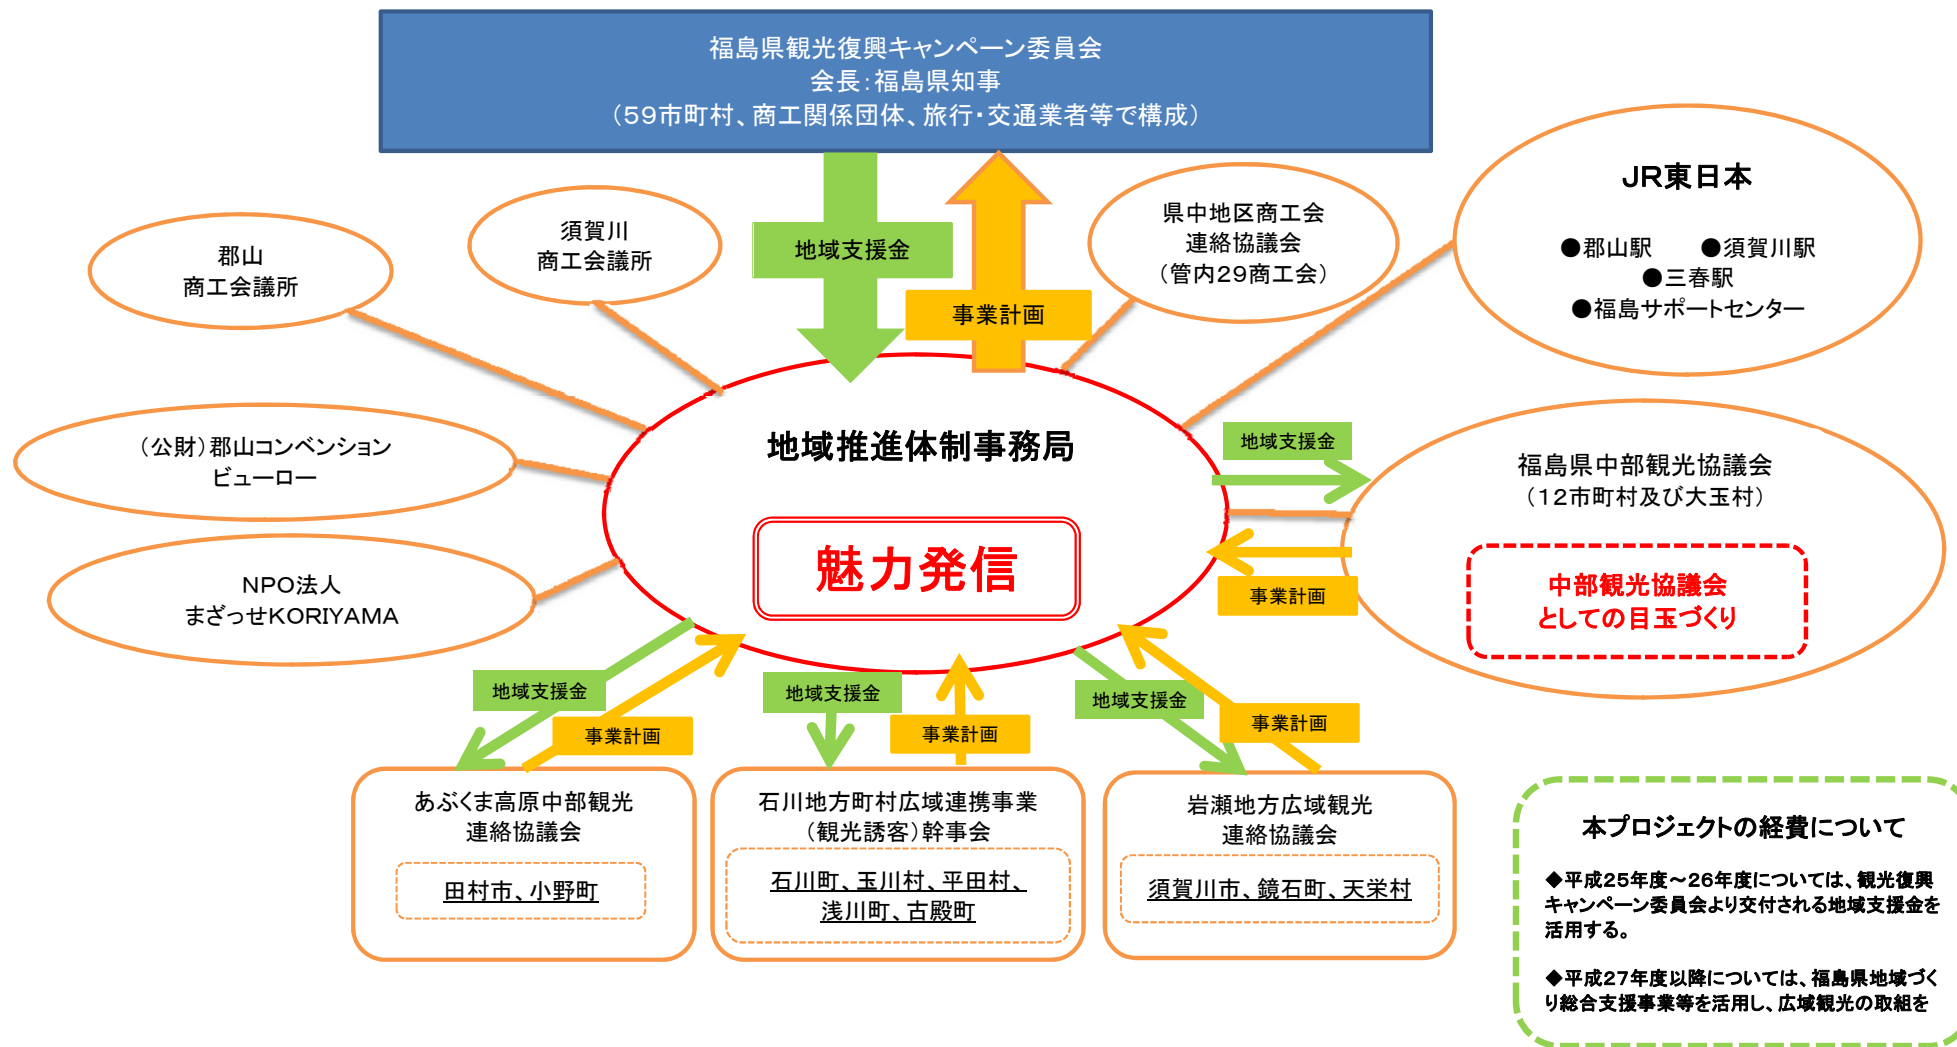 福島県観光復興キャンペーン委員会
会長：福島県知事
（５９市町村、商工関係団体、旅行・交通業者等で構成）
地域支援金
事業計画
郡山
商工会議所
須賀川
商工会議所
県中地区商工会
連絡協議会
（管内２９商工会）
ＪＲ東日本
●郡山駅　●須賀川駅
●三春駅
●福島サポートセンター
（公財）郡山コンベンション
ビューロー
NPO法人
まざっせKORIYAMA
地域推進体制事務局
魅力発信
地域支援金
事業計画
福島県中部観光協議会
（１２市町村及び大玉村）
中部観光協議会
としての目玉づくり
地域支援金
事業計画
地域支援金
事業計画
地域支援金
事業計画
あぶくま高原中部観光
連絡協議会
田村市、小野町
石川地方町村広域連携事業
（観光誘客）幹事会
石川町、玉川村、平田村、
浅川町、古殿町
岩瀬地方広域観光
連絡協議会
須賀川市、鏡石町、天栄村
本プロジェクトの経費について
◆平成２５年度～２６年度については、観光復興
キャンペーン委員会より交付される地域支援金を
活用する。
◆平成２７年度以降については、福島県地域づく
り総合支援事業等を活用し、広域観光の取組を